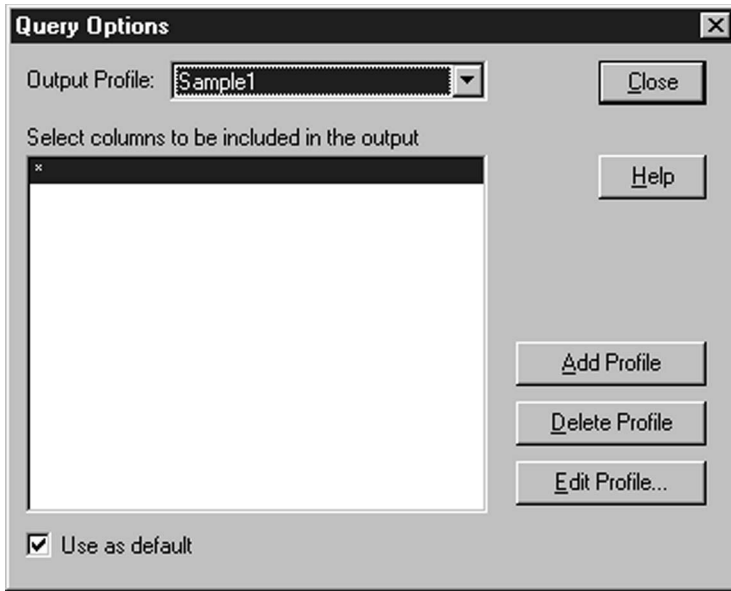 Query Options
Output Profile: Sample1
Close
Select columns to be included in the output
*
Help
Add Profile
Delete Profile
Edit Profile...
Use as default